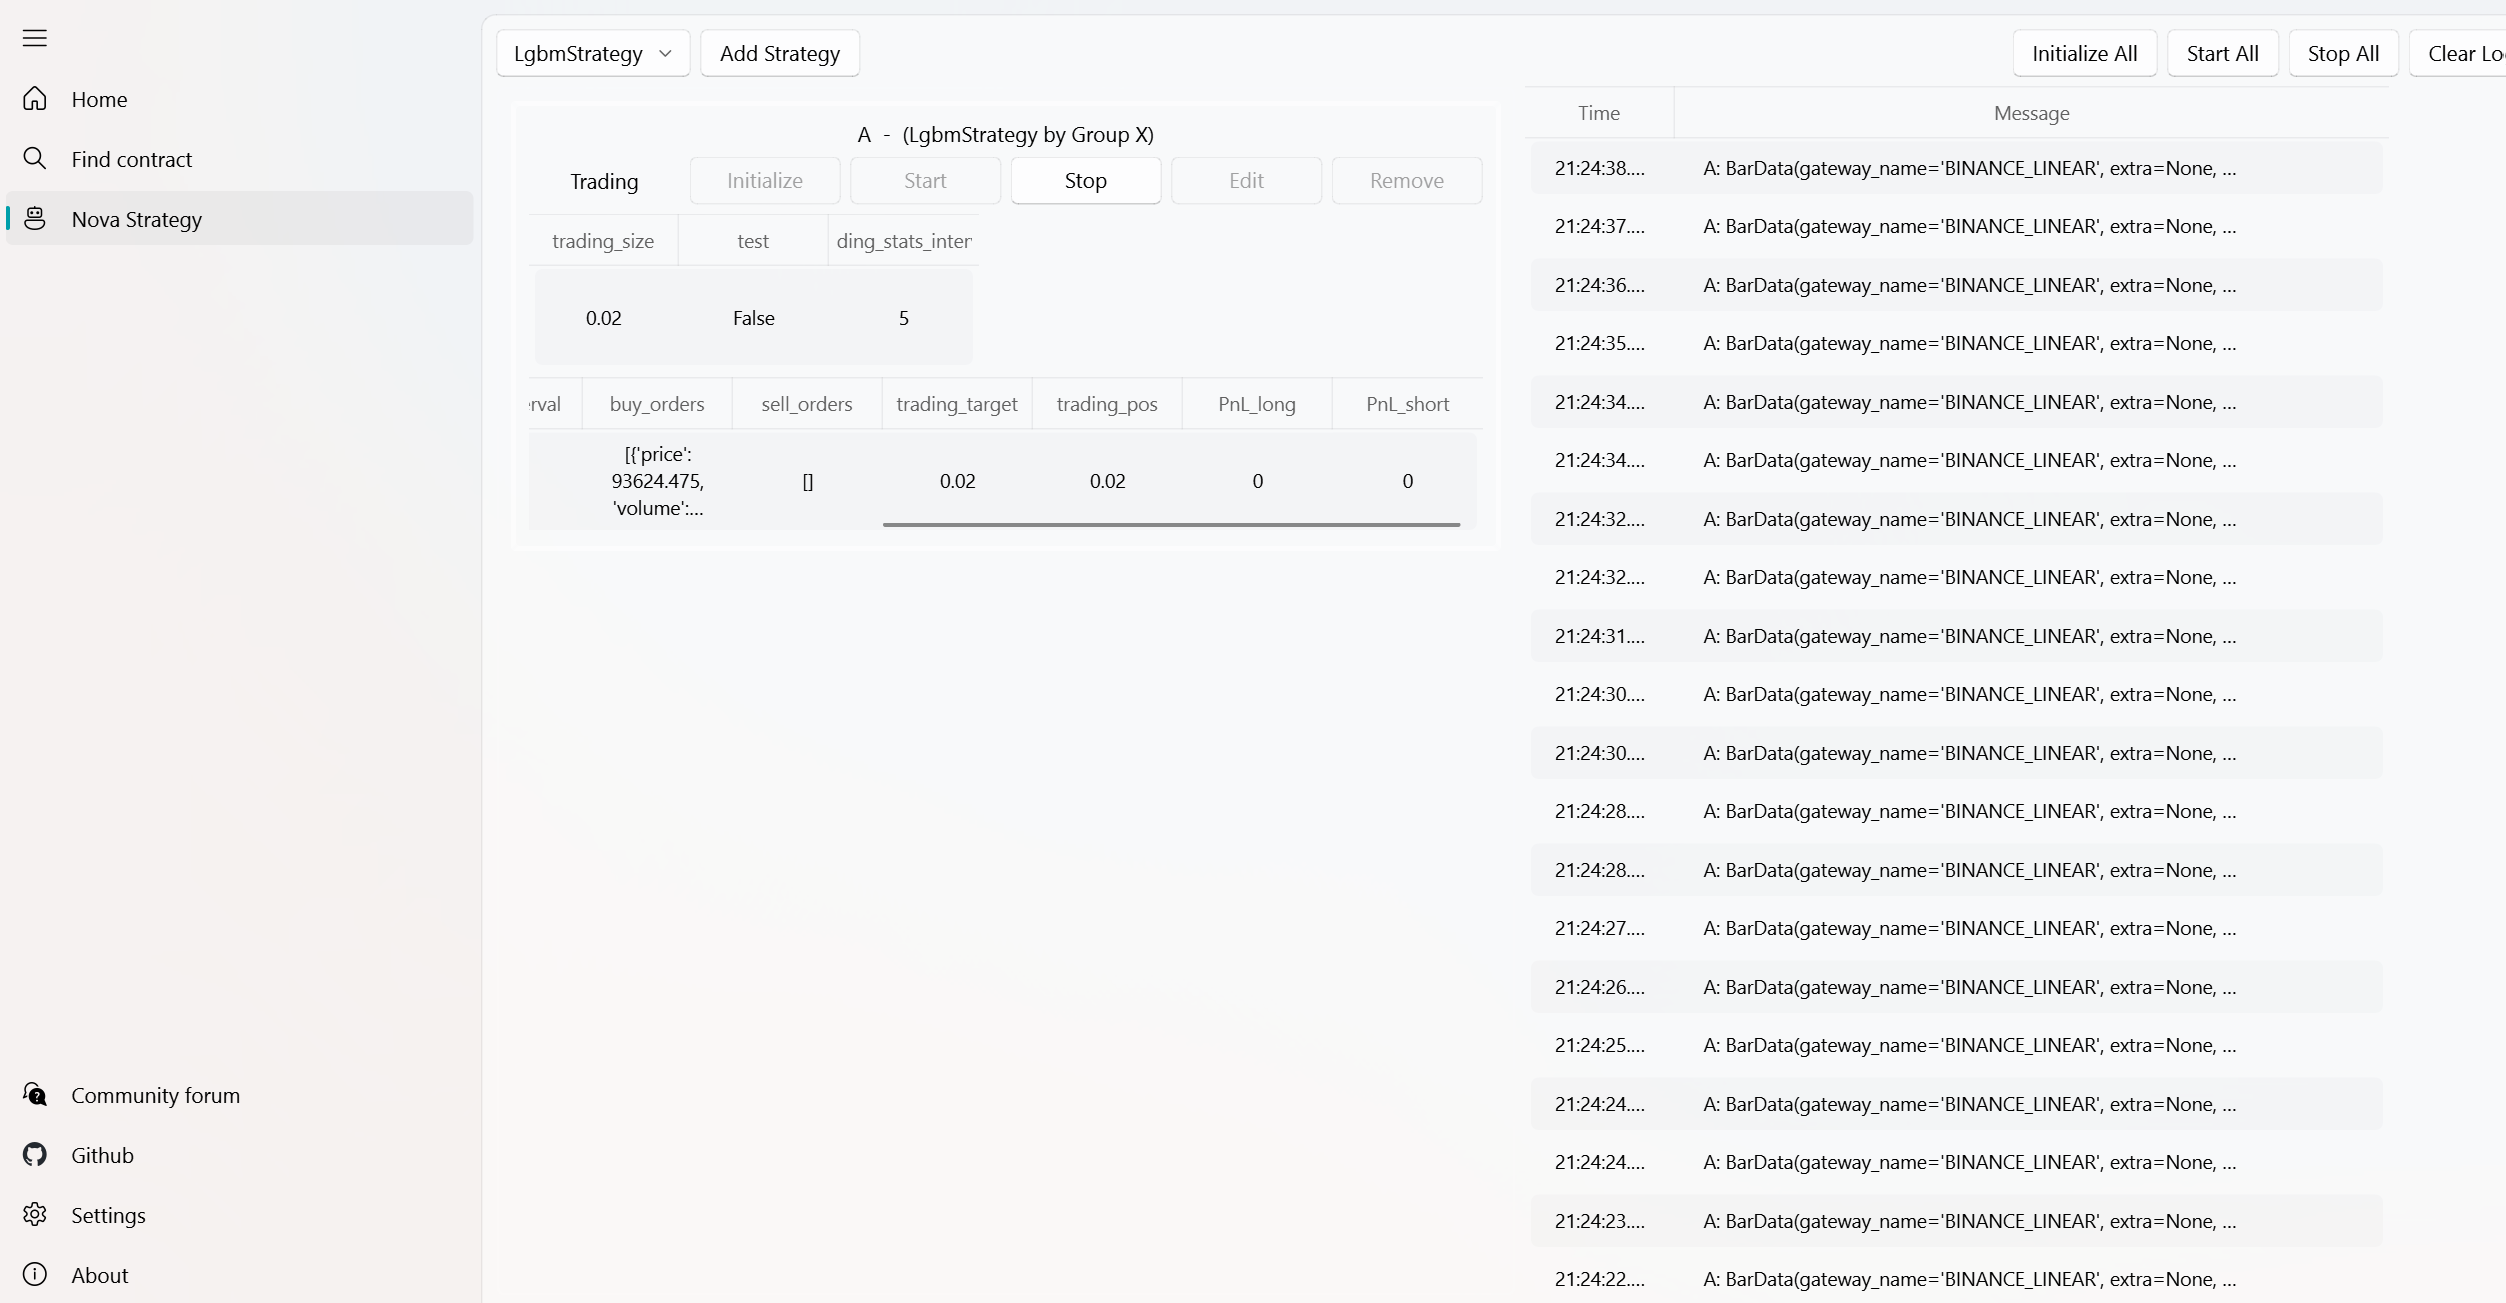 Home
Find contract
Nova Strategy
Community forum
Github
Settings
About
LgbmStrategy
Add Strategy
Initialize All
Start All
Stop All
Clear Lo
A - (LgbmStrategy by Group X)
Trading
Initialize
Start
Stop
Edit
Remove
trading_size test ding_stats_inter
0.02 False 5
erval buy_orders sell_orders trading_target trading_pos PnL_long PnL_short
[{'price':
93624.475,
'volume':...
[] 0.02 0.02 0 0
Time Message
21:24:38.... A: BarData(gateway_name='BINANCE_LINEAR', extra=None, ...
21:24:37.... A: BarData(gateway_name='BINANCE_LINEAR', extra=None, ...
21:24:36.... A: BarData(gateway_name='BINANCE_LINEAR', extra=None, ...
21:24:35.... A: BarData(gateway_name='BINANCE_LINEAR', extra=None, ...
21:24:34.... A: BarData(gateway_name='BINANCE_LINEAR', extra=None, ...
21:24:34.... A: BarData(gateway_name='BINANCE_LINEAR', extra=None, ...
21:24:32.... A: BarData(gateway_name='BINANCE_LINEAR', extra=None, ...
21:24:32.... A: BarData(gateway_name='BINANCE_LINEAR', extra=None, ...
21:24:31.... A: BarData(gateway_name='BINANCE_LINEAR', extra=None, ...
21:24:30.... A: BarData(gateway_name='BINANCE_LINEAR', extra=None, ...
21:24:30.... A: BarData(gateway_name='BINANCE_LINEAR', extra=None, ...
21:24:28.... A: BarData(gateway_name='BINANCE_LINEAR', extra=None, ...
21:24:28.... A: BarData(gateway_name='BINANCE_LINEAR', extra=None, ...
21:24:27.... A: BarData(gateway_name='BINANCE_LINEAR', extra=None, ...
21:24:26.... A: BarData(gateway_name='BINANCE_LINEAR', extra=None, ...
21:24:25.... A: BarData(gateway_name='BINANCE_LINEAR', extra=None, ...
21:24:24.... A: BarData(gateway_name='BINANCE_LINEAR', extra=None, ...
21:24:24.... A: BarData(gateway_name='BINANCE_LINEAR', extra=None, ...
21:24:23.... A: BarData(gateway_name='BINANCE_LINEAR', extra=None, ...
21:24:22.... A: BarData(gateway_name='BINANCE_LINEAR', extra=None, ...